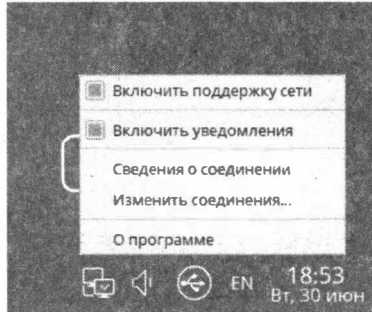 Включить поддержку сети
Включить уведомления
Сведения о соединении
Изменить соединения...
О программе
EN
18:53
Вт, 30 июн